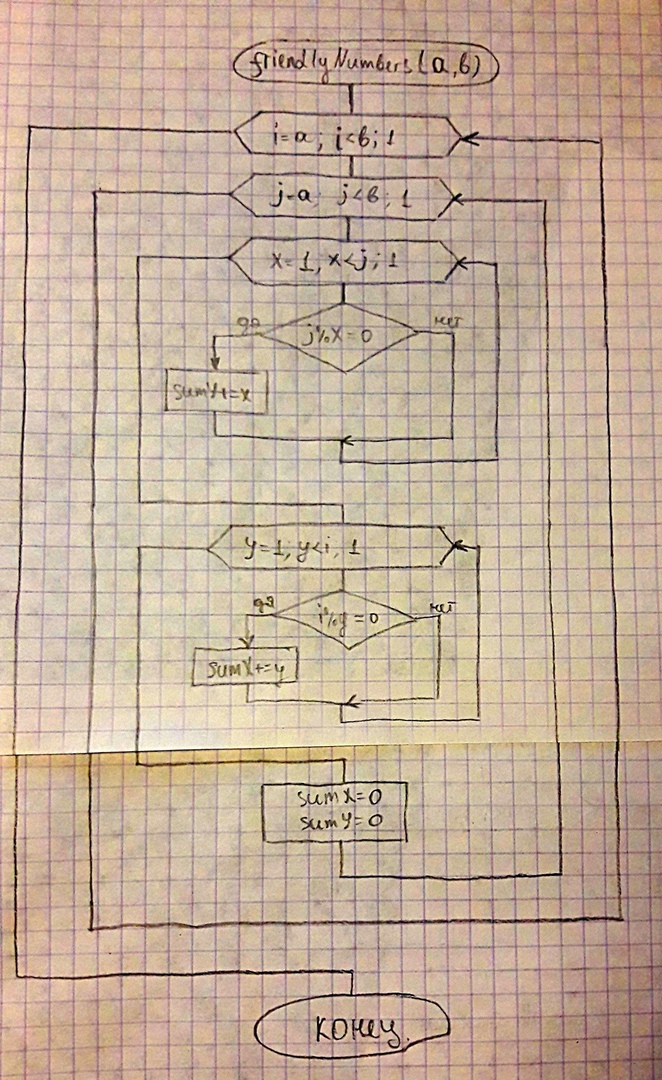 friendlyNumbers(a,b)
i=a; i<b; 1
j=a j<b; 1
x=1, x<j; 1
да
j%x=0
нет
sumY+=x
y=1, y<i, 1
да
i%y=0
нет
sumX+=y
sumX=0
sumY=0
конец.